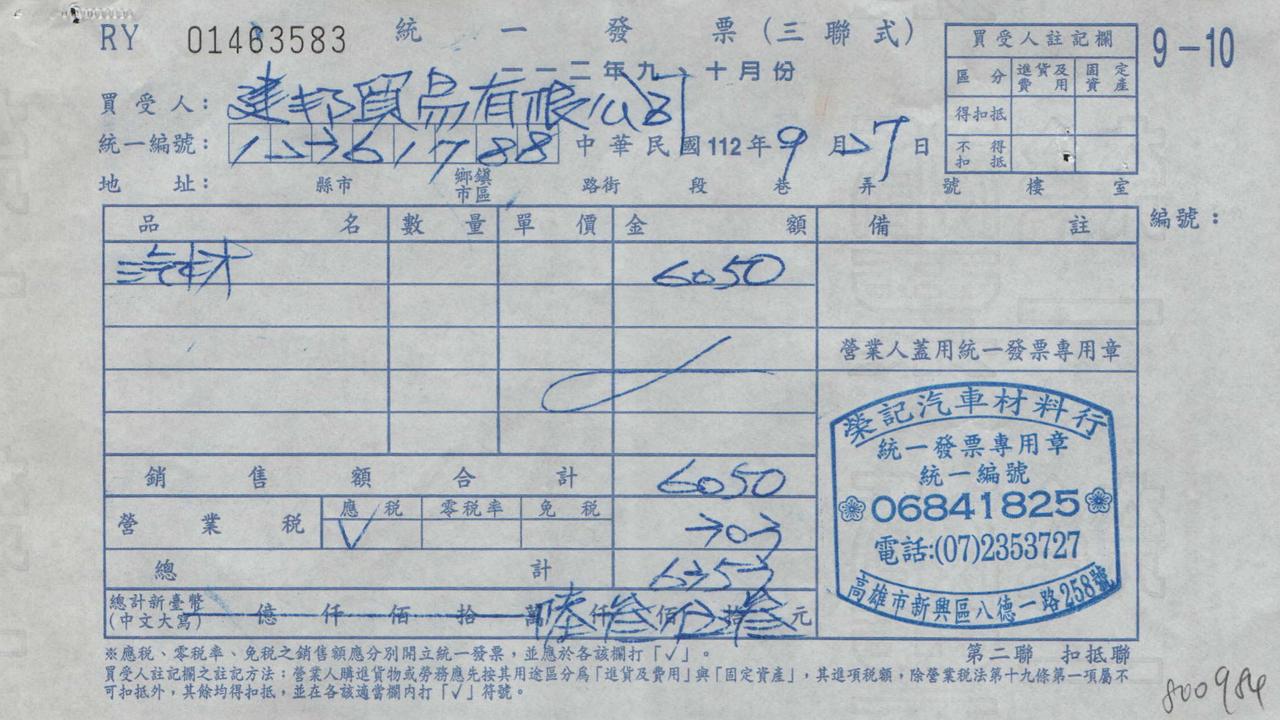 RY 01463583 統一發票(三聯式)
9-10
一一二年九、十月份
買受人註記欄
區分 進貨及費用 固定資產
得扣抵
不得扣抵
買受人: 建邦貿易有限公司
統一編號: 中華民國112年9月27日
地址: 縣市 鄉鎮市區 路街 段 巷 弄 號 樓 室
品名 數量 單價 金額 備註
編號:
汽材 6050
營業人蓋用統一發票專用章
榮記汽車材料行
統一發票專用章
統一編號
06841825
電話:(07)2353727
高雄市新興區八德一路258號
銷售額合計 6050
營業稅 應稅 零稅率 免稅
√ 303
總計 6353
總計新臺幣(中文大寫) 億 仟 佰 拾 萬 陸仟叁佰伍拾叁元
※應稅、零稅率、免稅之銷售額應分別開立統一發票,並應於各該欄打「√」。
第二聯 扣抵聯
買受人註記欄之註記方法:營業人購進貨物或勞務應先按其用途區分為「進貨及費用」與「固定資產」,其進項稅額,除營業稅法第十九條第一項屬不
可扣抵外,其餘均得扣抵,並在各該適當欄內打「√」符號。
800984